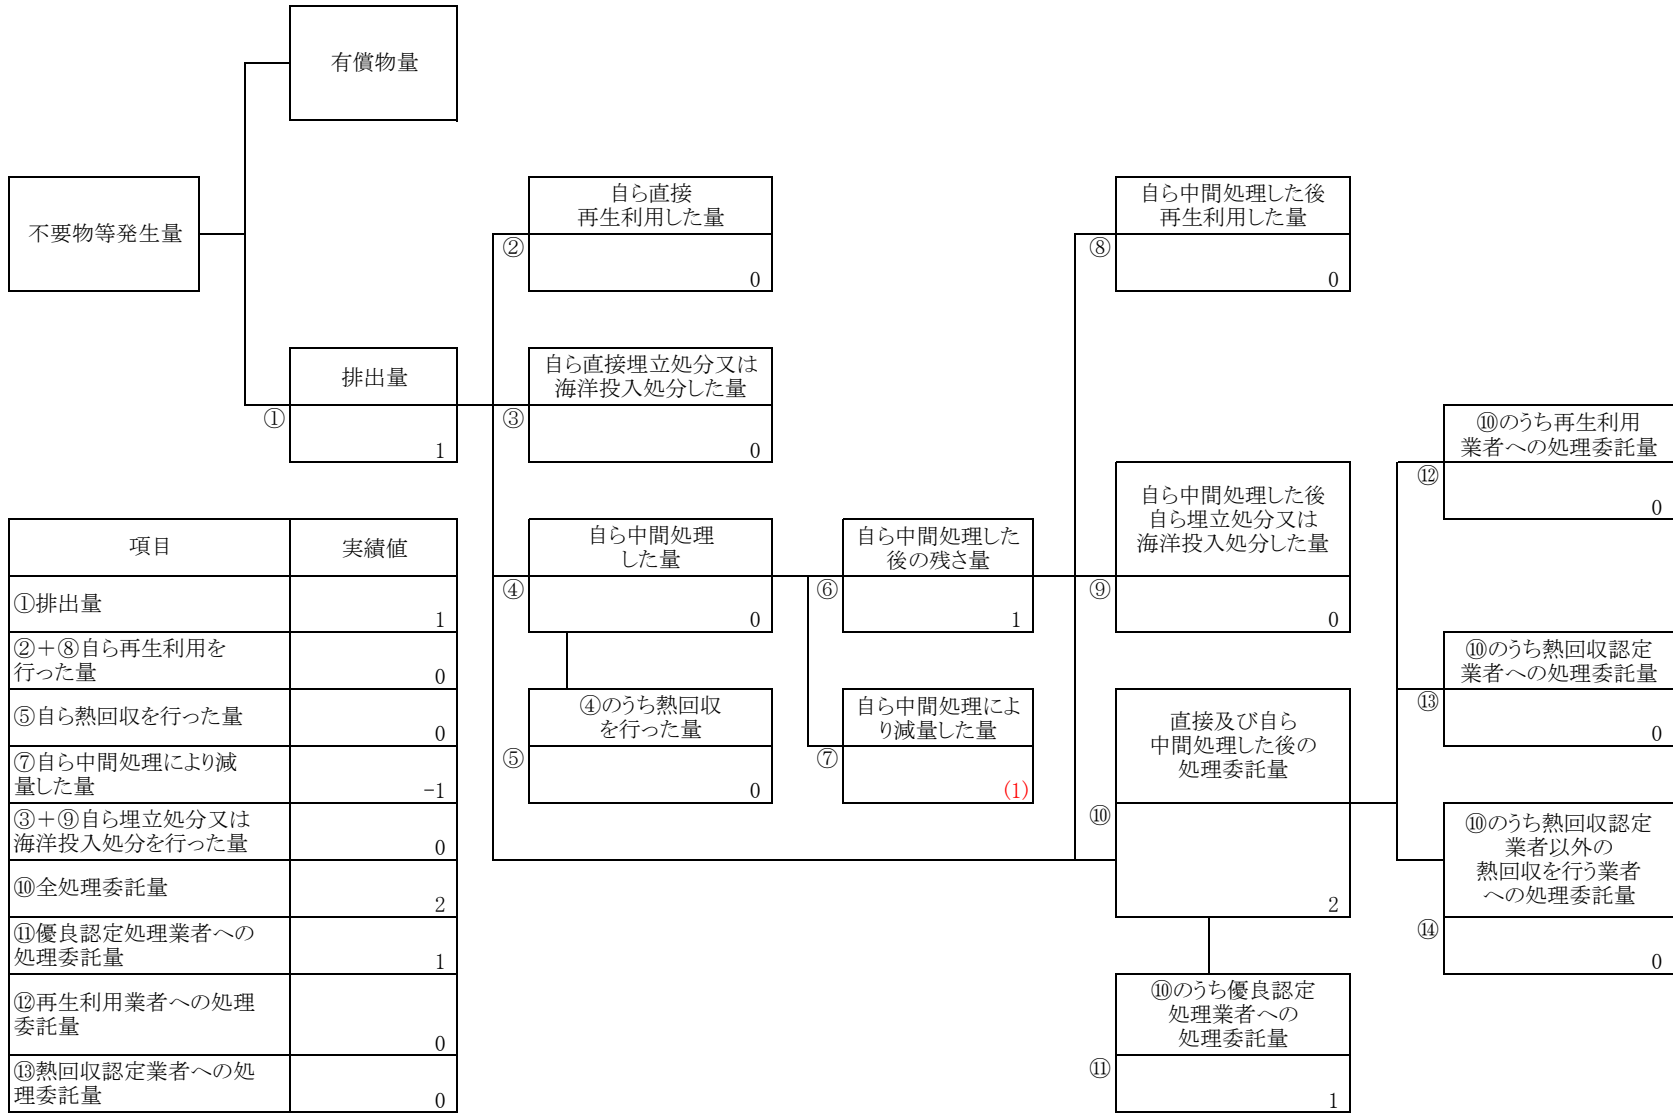 有償物量
不要物等発生量
自ら直接
再生利用した量
②
0
自ら中間処理した後
再生利用した量
⑧
0
排出量
①
1
自ら直接埋立処分又は
海洋投入処分した量
③
0
⑩のうち再生利用
業者への処理委託量
⑫
0
自ら中間処理
した量
④
0
自ら中間処理した
後の残さ量
⑥
1
自ら中間処理した後
自ら埋立処分又は
海洋投入処分した量
⑨
0
⑩のうち熱回収認定
業者への処理委託量
⑬
0
④のうち熱回収
を行った量
⑤
0
自ら中間処理によ
り減量した量
⑦
(1)
直接及び自ら
中間処理した後の
処理委託量
⑩
2
⑩のうち熱回収認定
業者以外の
熱回収を行う業者
への処理委託量
⑭
0
⑩のうち優良認定
処理業者への
処理委託量
⑪
1
項目 実績値
①排出量 1
②+⑧自ら再生利用を
行った量 0
⑤自ら熱回収を行った量 0
⑦自ら中間処理により減
量した量 -1
③+⑨自ら埋立処分又は
海洋投入処分を行った量 0
⑩全処理委託量 2
⑪優良認定処理業者への
処理委託量 1
⑫再生利用業者への処理
委託量 0
⑬熱回収認定業者への処
理委託量 0